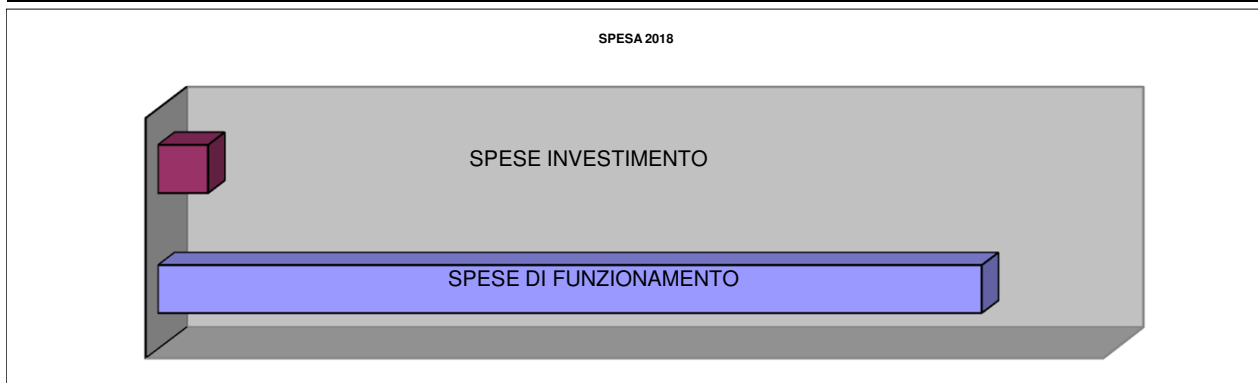 SPESA 2018
SPESE INVESTIMENTO
SPESE DI FUNZIONAMENTO